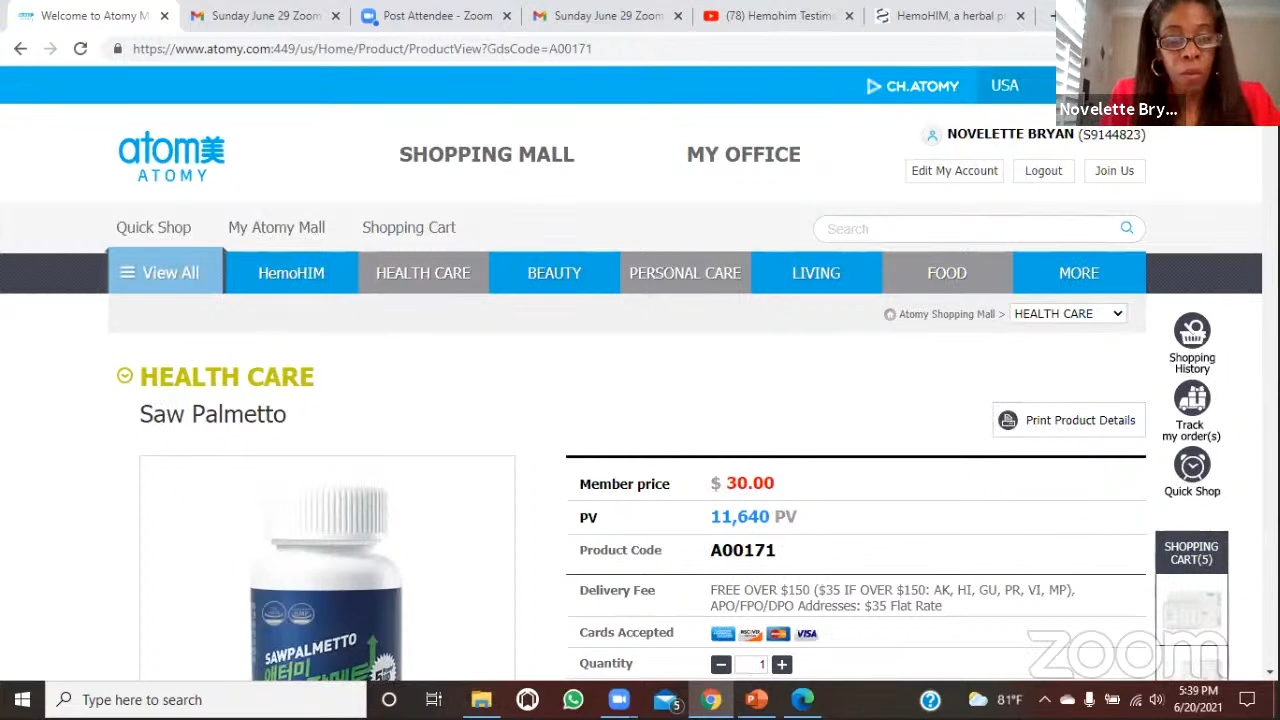 Welcome to Atomy M
Sunday June 29 Zoom
Post Attendee - Zoom
Sunday June 29 Zoom
(78) Hemohim Testim
HemoHIM, a herbal p
https://www.atomy.com:449/us/Home/Product/ProductView?GdsCode=A00171
Novelette Bry...
CH.ATOMY
USA
atom美
ATOMY
SHOPPING MALL
MY OFFICE
NOVELETTE BRYAN (S9144823)
Edit My Account
Logout
Join Us
Quick Shop
My Atomy Mall
Shopping Cart
Search
View All
HemoHIM
HEALTH CARE
BEAUTY
PERSONAL CARE
LIVING
FOOD
MORE
Atomy Shopping Mall >
HEALTH CARE
HEALTH CARE
Saw Palmetto
Print Product Details
Shopping
History
Track
my order(s)
Quick Shop
SHOPPING
CART(5)
Member price
$ 30.00
PV
11,640 PV
Product Code
A00171
Delivery Fee
FREE OVER $150 ($35 IF OVER $150: AK, HI, GU, PR, VI, MP),
APO/FPO/DPO Addresses: $35 Flat Rate
Cards Accepted
DISCOVER
VISA
Quantity
1
SAWPALMETTO
애터미
zoom
Type here to search
5
81°F
5:39 PM
6/20/2021